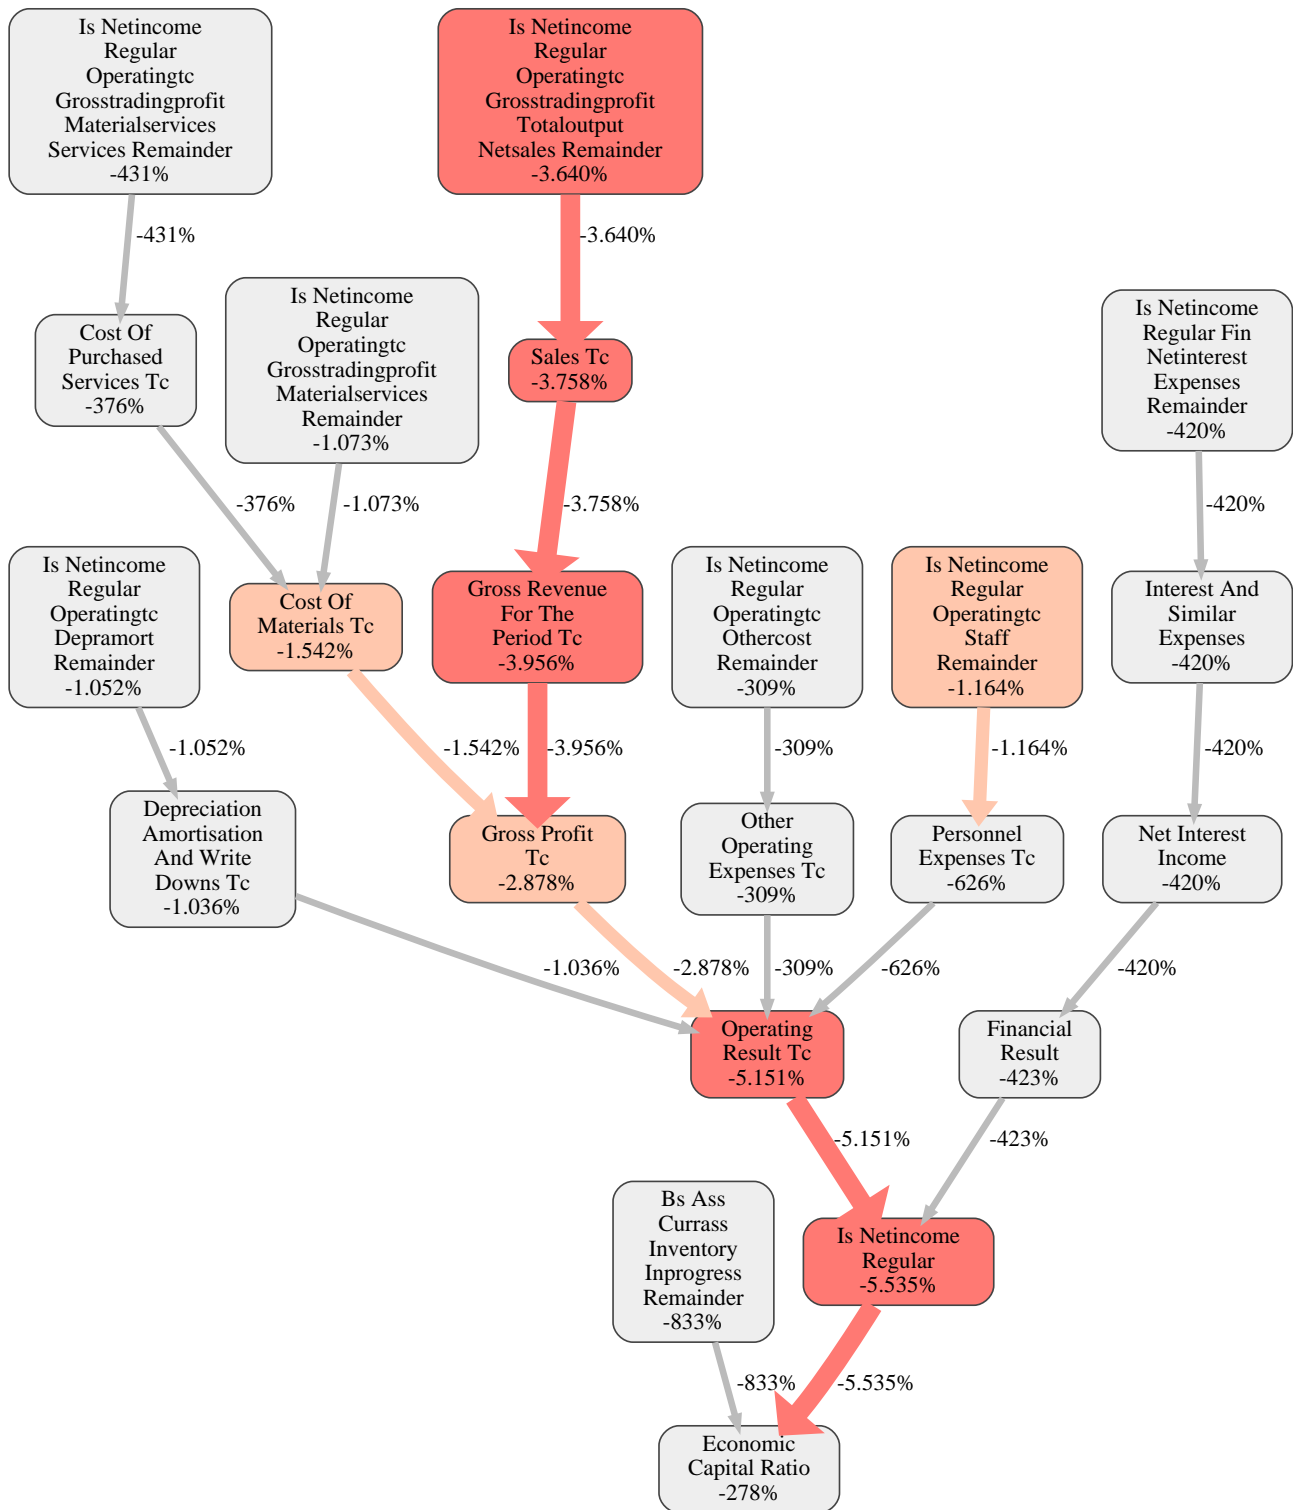 Is Netincome
Regular
Operatingtc
Grosstradingprofit
Materialservices
Services Remainder
-431%
Is Netincome
Regular
Operatingtc
Grosstradingprofit
Totaloutput
Netsales Remainder
-3.640%
-431%
-3.640%
Cost Of
Purchased
Services Tc
-376%
Is Netincome
Regular
Operatingtc
Grosstradingprofit
Materialservices
Remainder
-1.073%
Sales Tc
-3.758%
Is Netincome
Regular Fin
Netinterest
Expenses
Remainder
-420%
-376%
-1.073%
-3.758%
-420%
Is Netincome
Regular
Operatingtc
Depramort
Remainder
-1.052%
Cost Of
Materials Tc
-1.542%
Gross Revenue
For The
Period Tc
-3.956%
Is Netincome
Regular
Operatingtc
Othercost
Remainder
-309%
Is Netincome
Regular
Operatingtc
Staff
Remainder
-1.164%
Interest And
Similar
Expenses
-420%
-1.052%
-1.542%
-3.956%
-309%
-1.164%
-420%
Depreciation
Amortisation
And Write
Downs Tc
-1.036%
Gross Profit
Tc
-2.878%
Other
Operating
Expenses Tc
-309%
Personnel
Expenses Tc
-626%
Net Interest
Income
-420%
-1.036%
-2.878%
-309%
-626%
-420%
Operating
Result Tc
-5.151%
Financial
Result
-423%
-5.151%
-423%
Bs Ass
Currass
Inventory
Inprogress
Remainder
-833%
Is Netincome
Regular
-5.535%
-833%
-5.535%
Economic
Capital Ratio
-278%